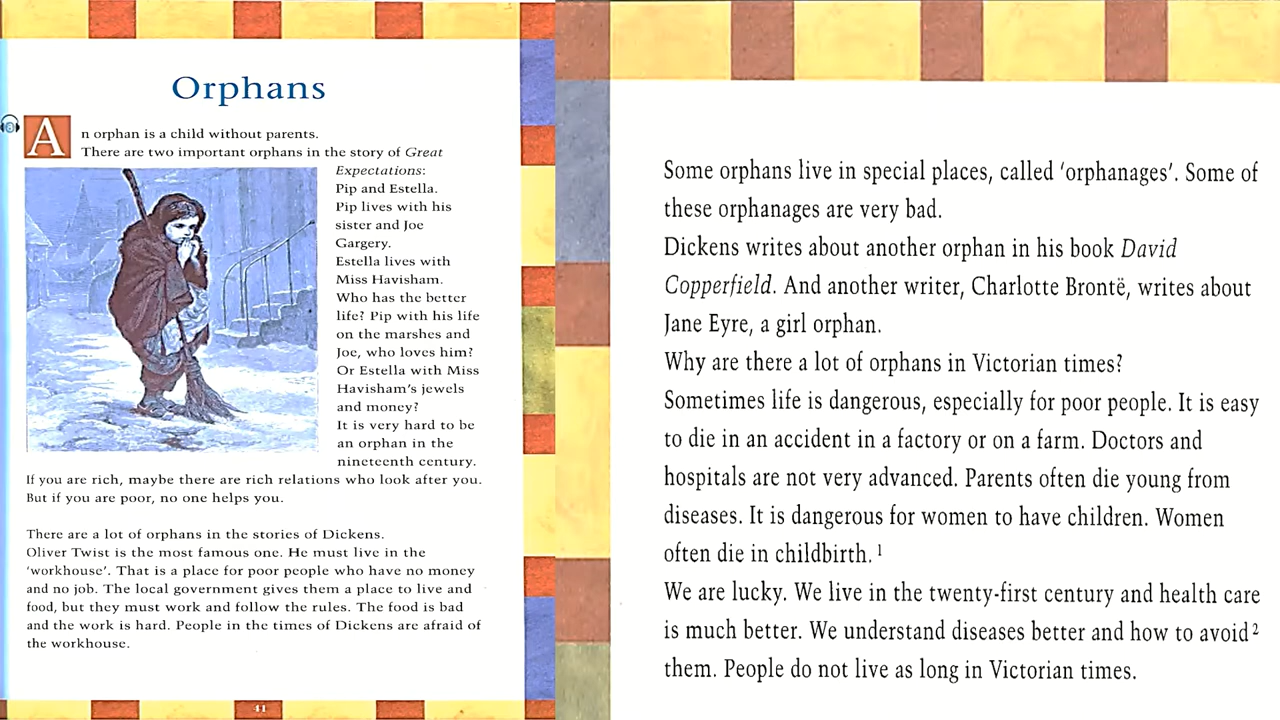 Orphans
An orphan is a child without parents.
There are two important orphans in the story of Great
Expectations:
Pip and Estella.
Pip lives with his
sister and Joe
Gargery.
Estella lives with
Miss Havisham.
Who has the better
life? Pip with his life
on the marshes and
Joe, who loves him?
Or Estella with Miss
Havisham's jewels
and money?
It is very hard to be
an orphan in the
nineteenth century.
If you are rich, maybe there are rich relations who look after you.
But if you are poor, no one helps you.
There are a lot of orphans in the stories of Dickens.
Oliver Twist is the most famous one. He must live in the
'workhouse'. That is a place for poor people who have no money
and no job. The local government gives them a place to live and
food, but they must work and follow the rules. The food is bad
and the work is hard. People in the times of Dickens are afraid of
the workhouse.
41
Some orphans live in special places, called 'orphanages'. Some of
these orphanages are very bad.
Dickens writes about another orphan in his book David
Copperfield. And another writer, Charlotte Brontë, writes about
Jane Eyre, a girl orphan.
Why are there a lot of orphans in Victorian times?
Sometimes life is dangerous, especially for poor people. It is easy
to die in an accident in a factory or on a farm. Doctors and
hospitals are not very advanced. Parents often die young from
diseases. It is dangerous for women to have children. Women
often die in childbirth. 1
We are lucky. We live in the twenty-first century and health care
is much better. We understand diseases better and how to avoid 2
them. People do not live as long in Victorian times.